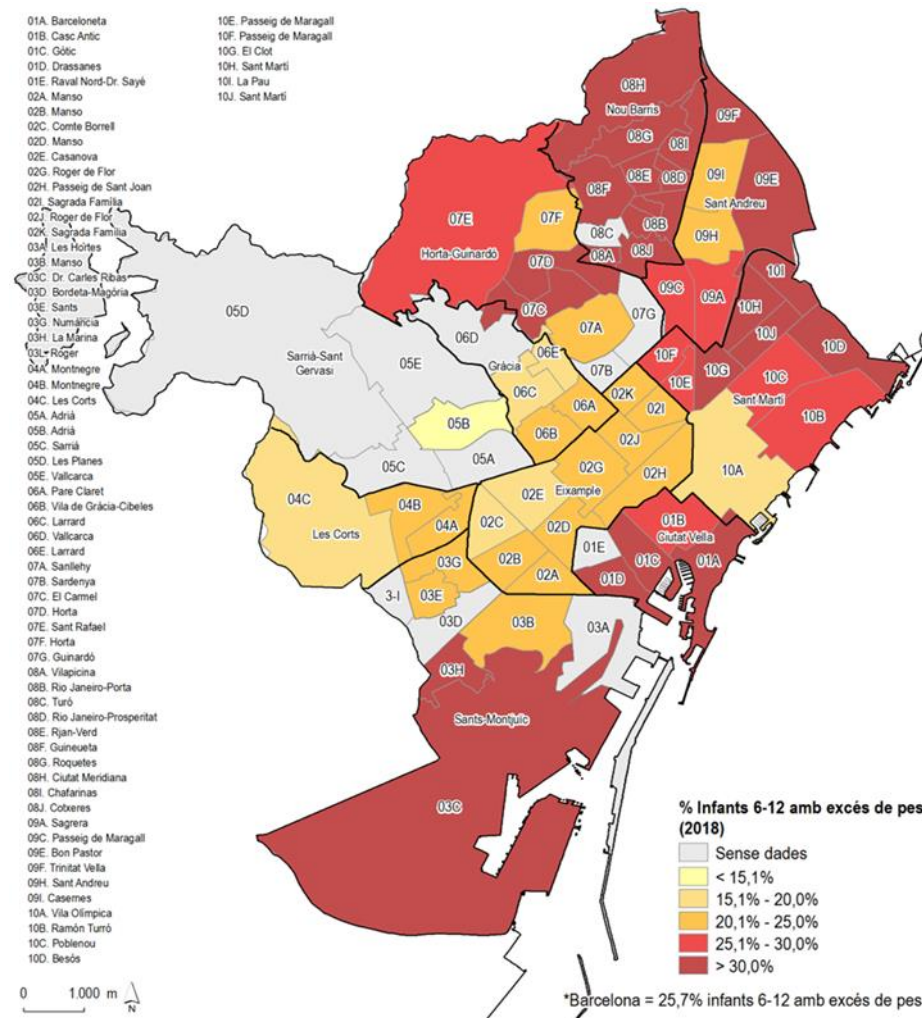 01A. Barceloneta
01B. Casc Antic
01C. Gòtic
01D. Drassanes
01E. Raval Nord-Dr. Sayé
02A. Manso
02B. Manso
02C. Comte Borrell
02D. Manso
02E. Casanova
02G. Roger de Flor
02H. Passeig de Sant Joan
02I. Sagrada Família
02J. Roger de Flor
02K. Sagrada Família
03A. Les Hortes
03B. Manso
03C. Dr. Carles Ribas
03D. Bordeta-Magòria
03E. Sants
03G. Numància
03H. La Marina
03L. Roger
04A. Montnegre
04B. Montnegre
04C. Les Corts
05A. Adrià
05B. Adrià
05C. Sarrià
05D. Les Planes
05E. Vallcarca
06A. Pare Claret
06B. Vila de Gràcia-Cibeles
06C. Larrard
06D. Vallcarca
06E. Larrard
07A. Sanllehy
07B. Sardenya
07C. El Carmel
07D. Horta
07E. Sant Rafael
07F. Horta
07G. Guinardó
08A. Vilapicina
08B. Rio Janeiro-Porta
08C. Turó
08D. Rio Janeiro-Prosperitat
08E. Rjan-Verd
08F. Guineueta
08G. Roquetes
08H. Ciutat Meridiana
08I. Chafarinas
08J. Cotxeres
09A. Sagrera
09C. Passeig de Maragall
09E. Bon Pastor
09F. Trinitat Vella
09H. Sant Andreu
09I. Casernes
10A. Vila Olímpica
10B. Ramón Turró
10C. Poblenou
10D. Besòs
10E. Passeig de Maragall
10F. Passeig de Maragall
10G. El Clot
10H. Sant Martí
10I. La Pau
10J. Sant Martí
08H
Nou Barris
09F
08G
08I
08E
08D
08F
09I
09E
Sant Andreu
07E
07F
08C
08B
09H
Horta-Guinardó
08A
08J
07D
10I
05D
09C
09A
10H
07C
07G
06D
07A
10J
10D
Sarrià-Sant
Gervasi
05E
Gràcia
06E
07B
10F
10G
10C
06C
02K
10E
Sant Martí
05B
06A
02I
10B
06B
02J
05C
05A
02G
02H
10A
04C
04B
02E
Eixample
Les Corts
04A
02C
02D
01B
Ciutat Vella
01E
01C
01A
03G
02B
3-I
03E
02A
01D
03D
03B
03A
03H
Sants-Montjuïc
03C
% Infants 6-12 amb excés de pes
(2018)
Sense dades
< 15,1%
15,1% - 20,0%
20,1% - 25,0%
25,1% - 30,0%
> 30,0%
*Barcelona = 25,7% infants 6-12 amb excés de pes
0 1.000 m
N